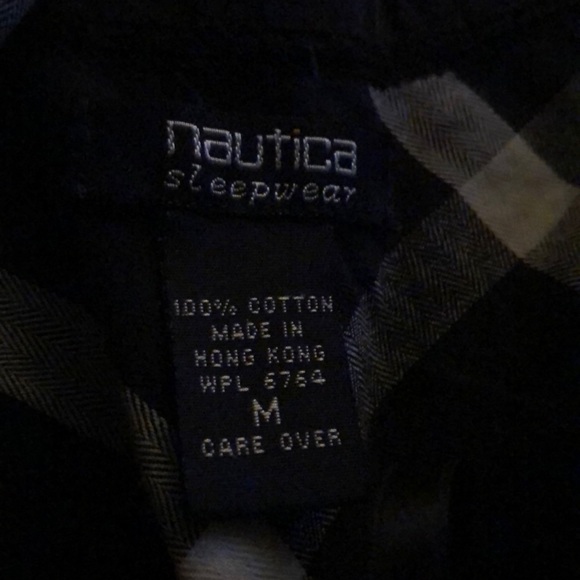 nautica
sleepwear
100% COTTON
MADE IN
HONG KONG
WPL 6764
M
CARE OVER